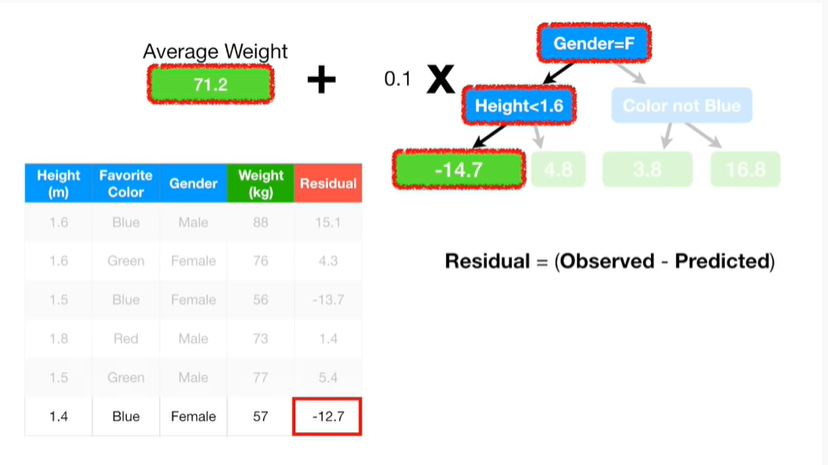 Average Weight
71.2 + 0.1 X
Gender=F
Height<1.6 Color not Blue
-14.7 4.8 3.8 16.8
Height (m) Favorite Color Gender Weight (kg) Residual
1.6 Blue Male 88 15.1
1.6 Green Female 76 4.3
1.5 Blue Female 56 -13.7
1.8 Red Male 73 1.4
1.5 Green Male 77 5.4
1.4 Blue Female 57 -12.7
Residual = (Observed - Predicted)